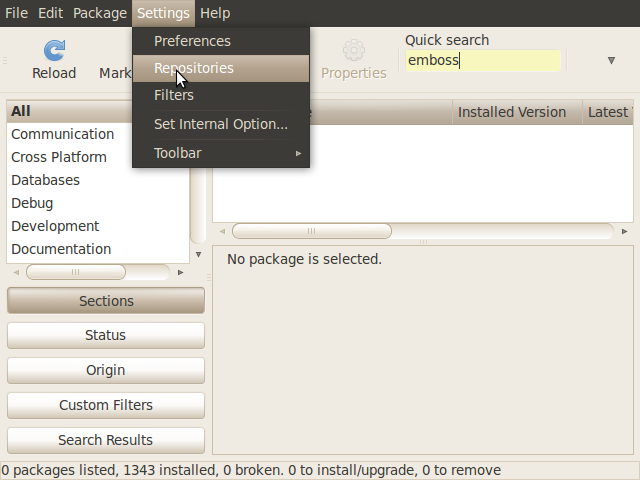 File Edit Package Settings Help
Preferences
Repositories
Filters
Set Internal Option...
Toolbar
Reload
Mark
Properties
Quick search
emboss
All
Communication
Cross Platform
Databases
Debug
Development
Documentation
Installed Version Latest
No package is selected.
Sections
Status
Origin
Custom Filters
Search Results
0 packages listed, 1343 installed, 0 broken. 0 to install/upgrade, 0 to remove